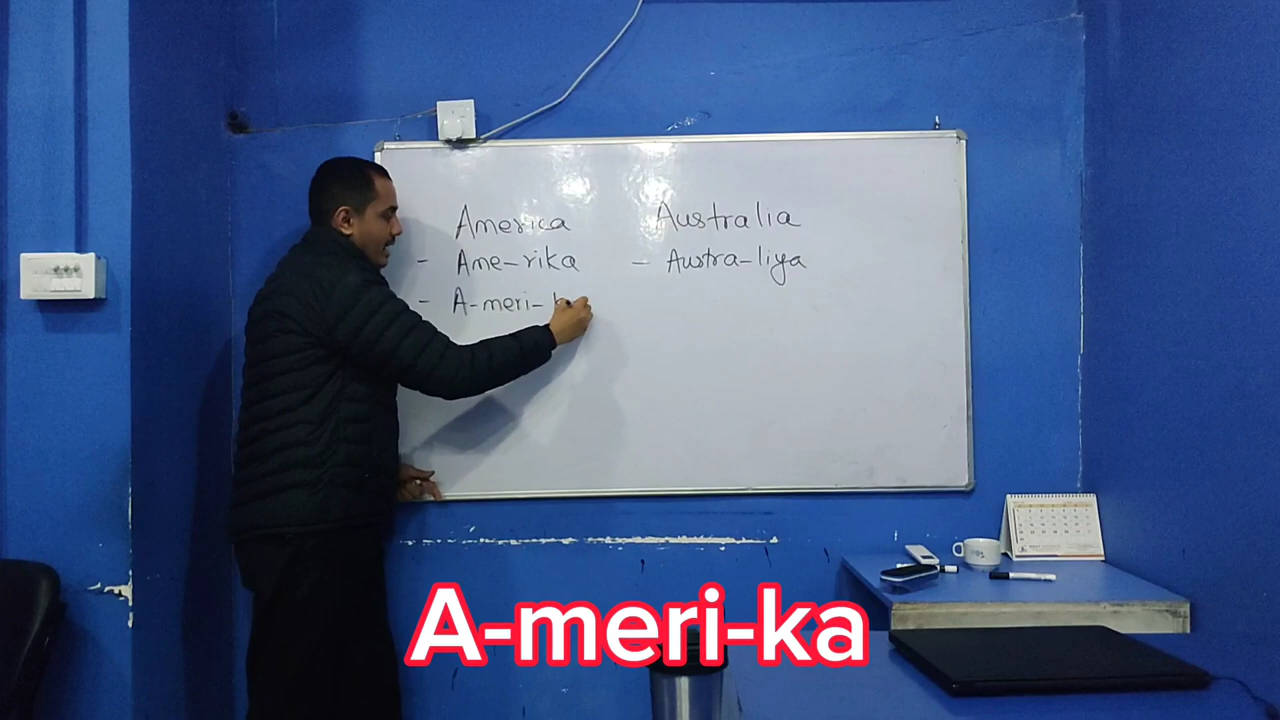 America Australia
- Ame-rika - Austra-liya
- A-meri-
A-meri-ka